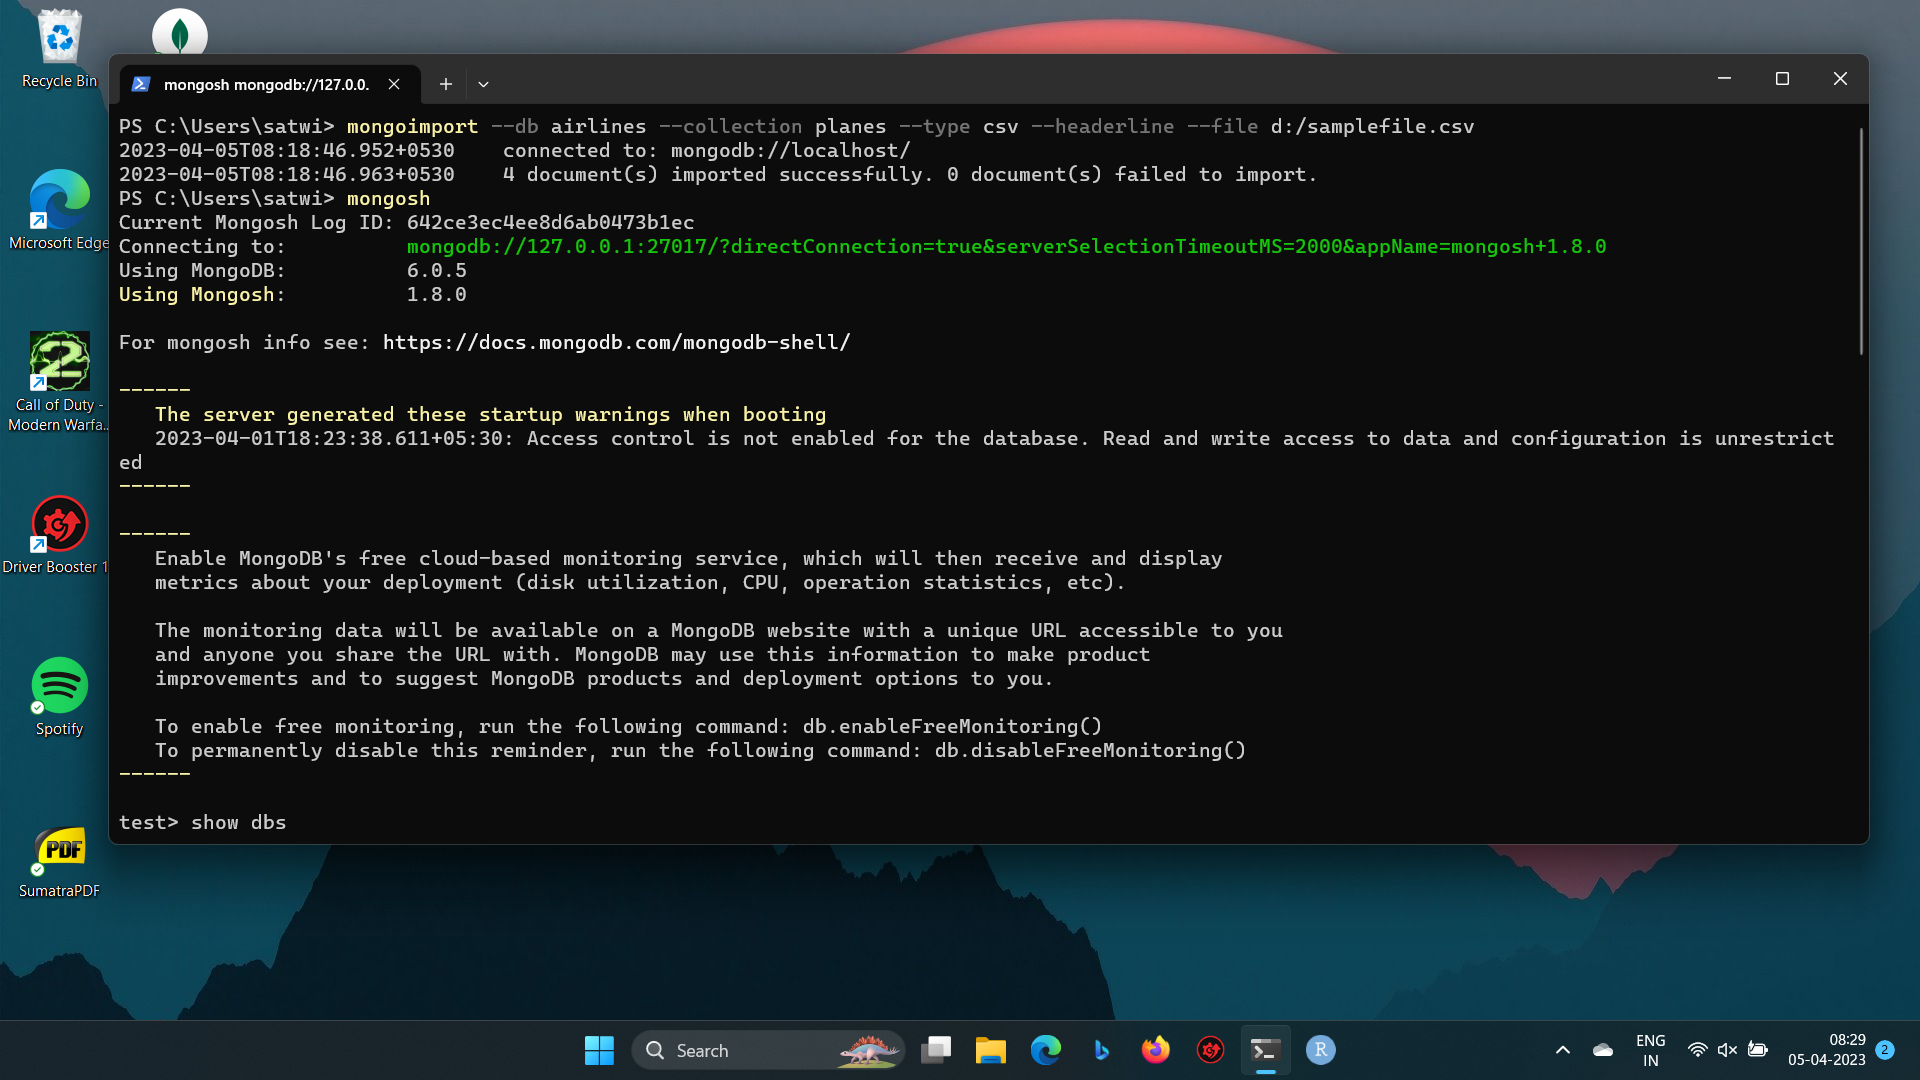 Recycle Bin
Microsoft Edge
Call of Duty -
Modern Warfa...
Driver Booster 1
Spotify
PDF
SumatraPDF
mongosh mongodb://127.0.0.
PS C:\Users\satwi> mongoimport --db airlines --collection planes --type csv --headerline --file d:/samplefile.csv
2023-04-05T08:18:46.952+0530    connected to: mongodb://localhost/
2023-04-05T08:18:46.963+0530    4 document(s) imported successfully. 0 document(s) failed to import.
PS C:\Users\satwi> mongosh
Current Mongosh Log ID: 642ce3ec4ee8d6ab0473b1ec
Connecting to:          mongodb://127.0.0.1:27017/?directConnection=true&serverSelectionTimeoutMS=2000&appName=mongosh+1.8.0
Using MongoDB:          6.0.5
Using Mongosh:          1.8.0
For mongosh info see: https://docs.mongodb.com/mongodb-shell/
------
The server generated these startup warnings when booting
2023-04-01T18:23:38.611+05:30: Access control is not enabled for the database. Read and write access to data and configuration is unrestrict
ed
------
------
Enable MongoDB's free cloud-based monitoring service, which will then receive and display
metrics about your deployment (disk utilization, CPU, operation statistics, etc).
The monitoring data will be available on a MongoDB website with a unique URL accessible to you
and anyone you share the URL with. MongoDB may use this information to make product
improvements and to suggest MongoDB products and deployment options to you.
To enable free monitoring, run the following command: db.enableFreeMonitoring()
To permanently disable this reminder, run the following command: db.disableFreeMonitoring()
------
test> show dbs
Search
R
ENG
IN
08:29
05-04-2023
2